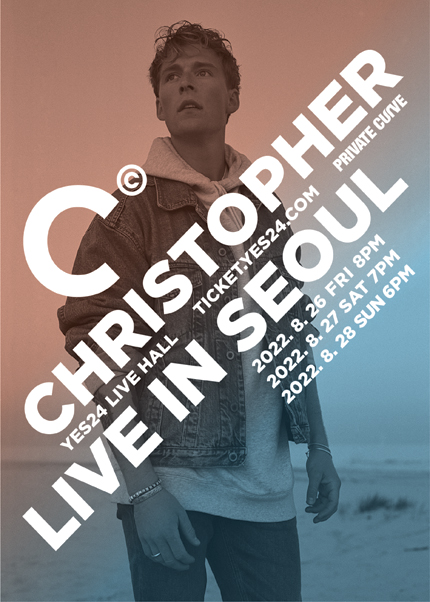 C©
CHRISTOPHER
PRIVATE CURVE
YES24 LIVE HALL TICKET.YES24.COM
LIVE IN SEOUL
2022. 8. 26 FRI 8PM
2022. 8. 27 SAT 7PM
2022. 8. 28 SUN 6PM